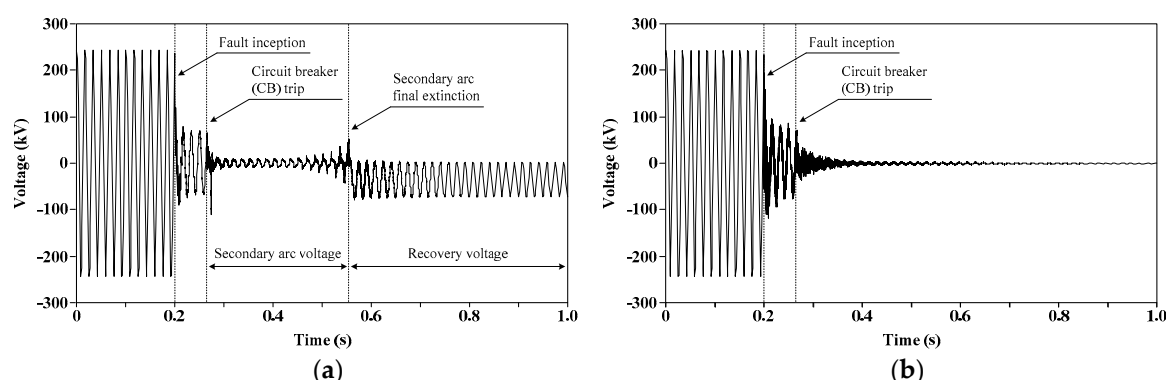 300
200
100
0
-100
-200
-300
Voltage (kV)
Fault inception
Circuit breaker
(CB) trip
Secondary arc
final extinction
Secondary arc voltage
Recovery voltage
0 0.2 0.4 0.6 0.8 1.0
Time (s)
(a)
300
200
100
0
-100
-200
-300
Voltage (kV)
Fault inception
Circuit breaker
(CB) trip
0 0.2 0.4 0.6 0.8 1.0
Time (s)
(b)